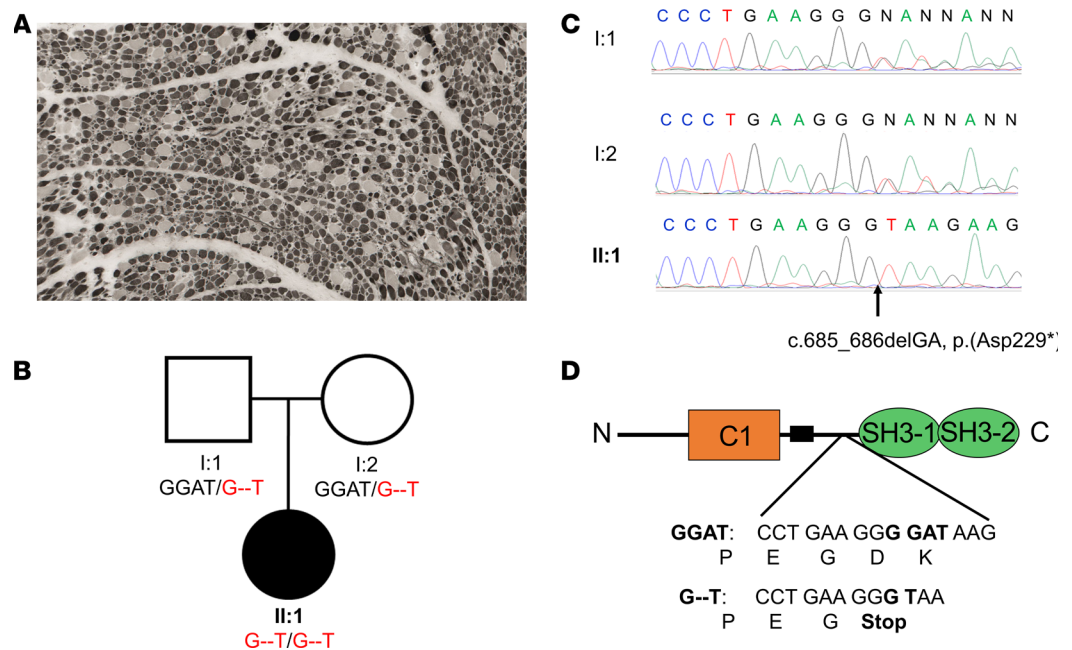 A
B
I:1
GGAT/G--T
I:2
GGAT/G--T
II:1
G--T/G--T
C
I:1
C C C T G A A G G G N A N N A N N
I:2
C C C T G A A G G G N A N N A N N
II:1
C C C T G A A G G G T A A G A A G
c.685_686delGA, p.(Asp229*)
D
N
C1
SH3-1
SH3-2
C
GGAT: CCT GAA GGG GAT AAG
P E G D K
G--T: CCT GAA GGG TAA
P E G Stop